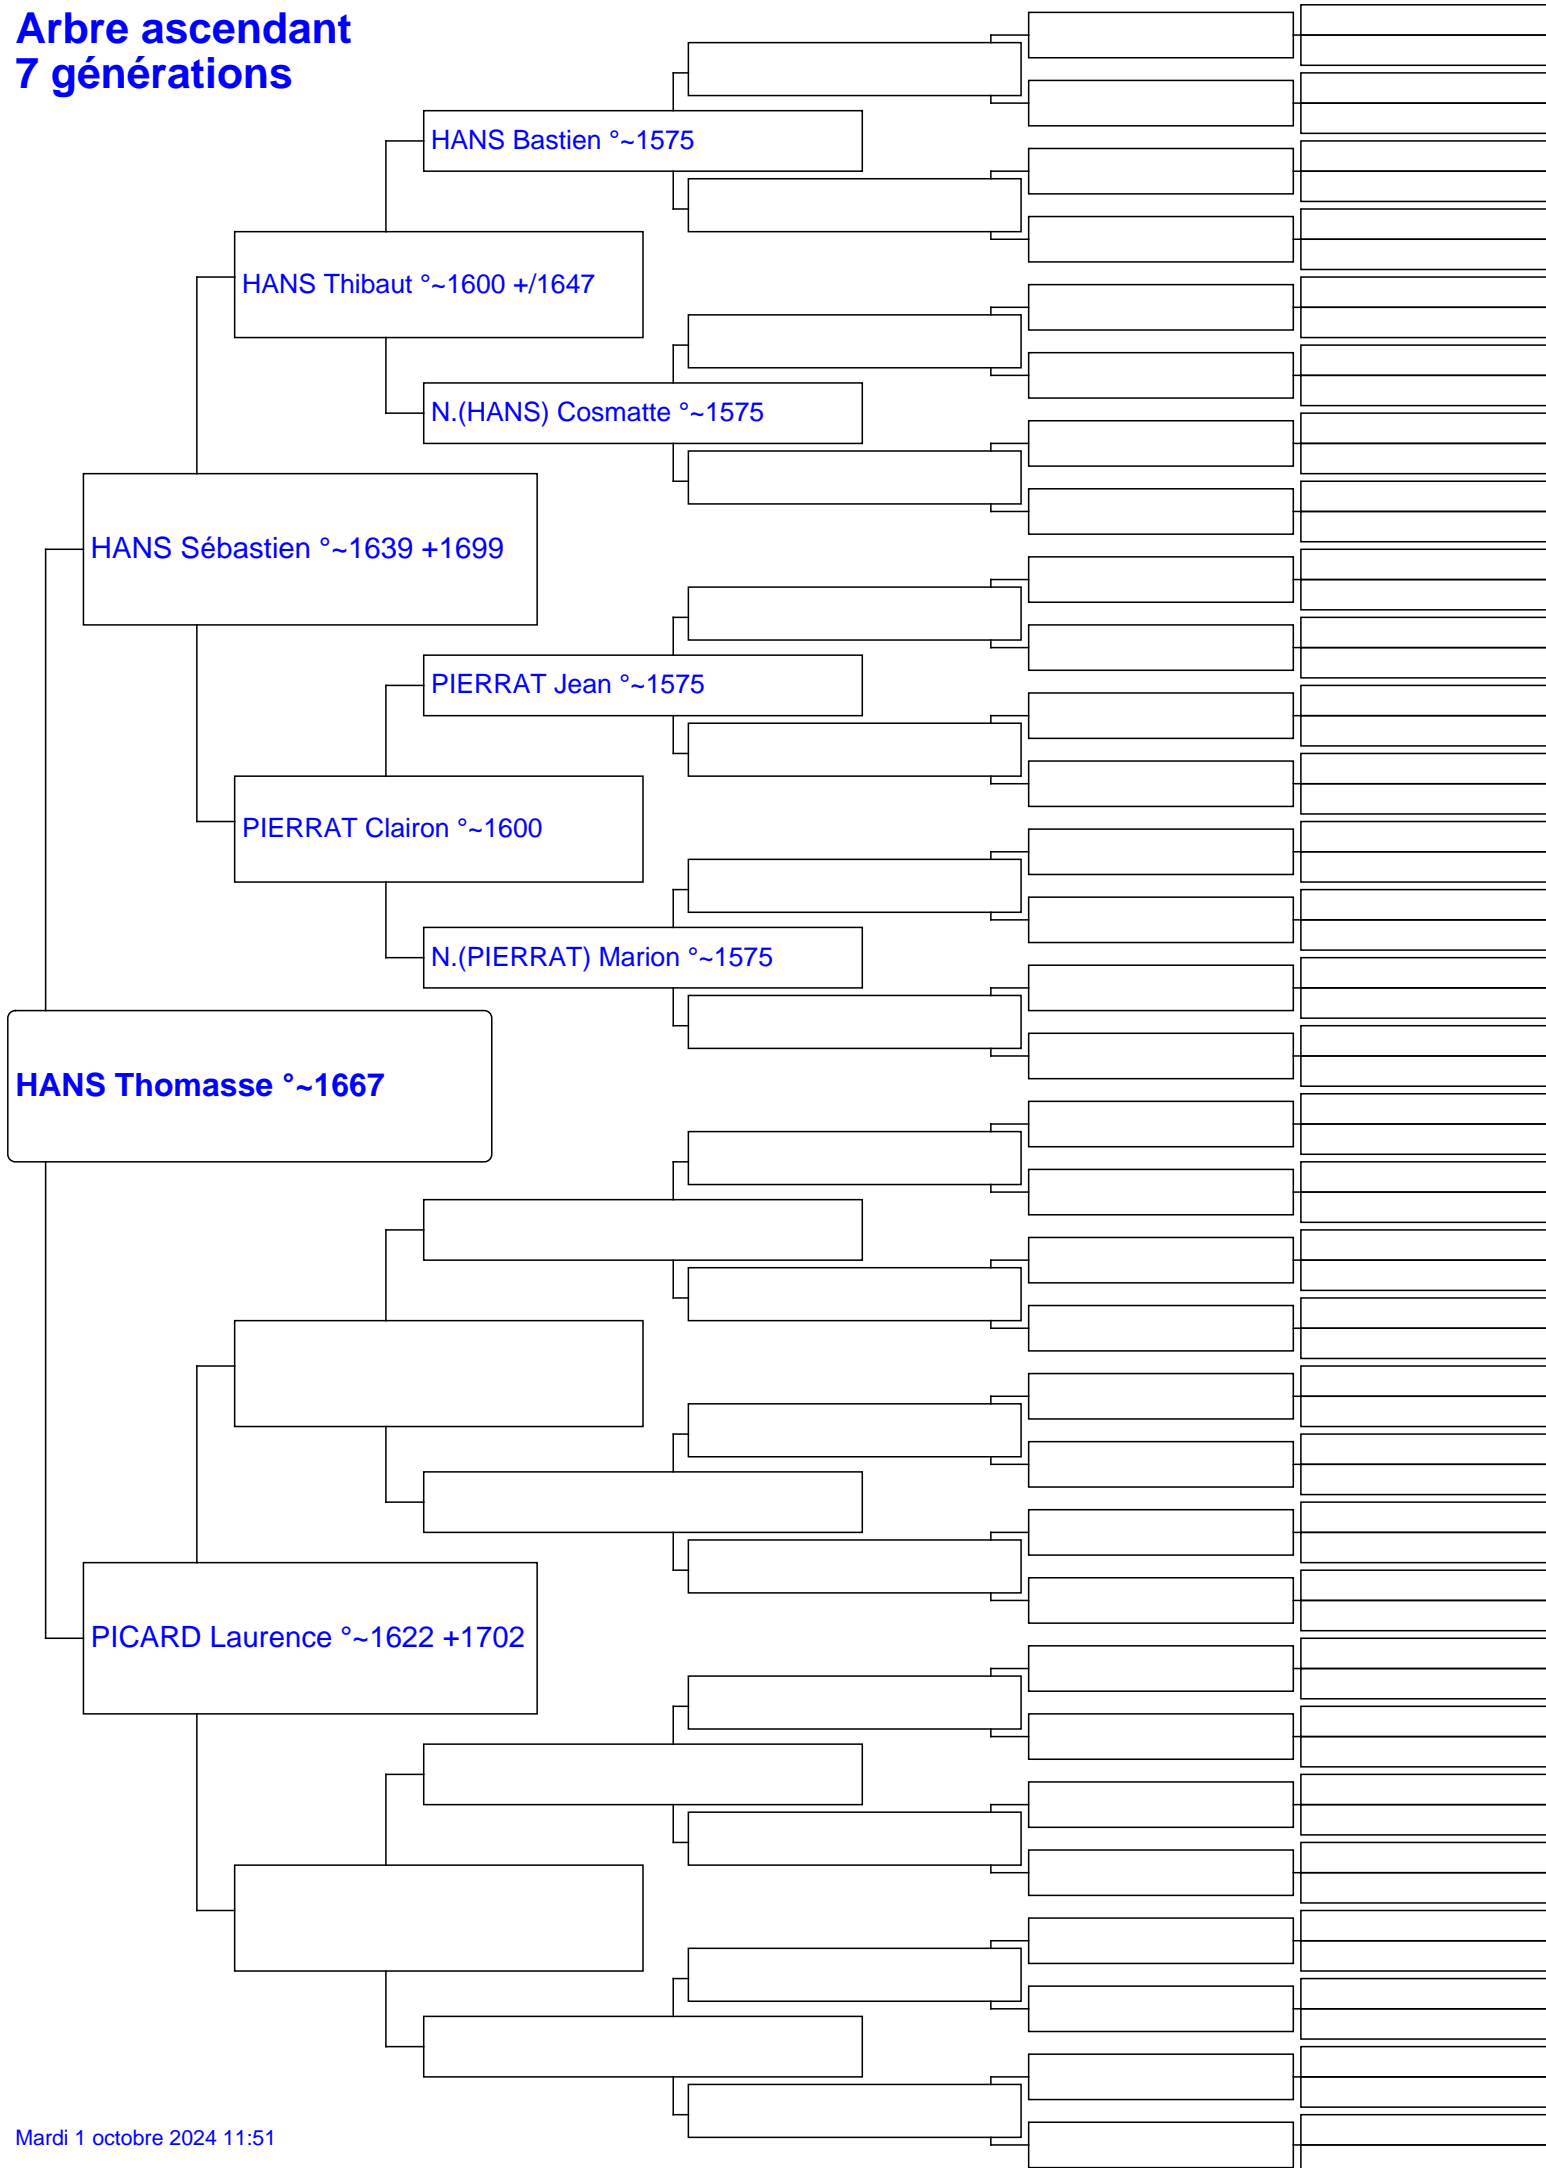 Arbre ascendant
7 générations
HANS Bastien °~1575
HANS Thibaut °~1600 +/1647
N.(HANS) Cosmatte °~1575
HANS Sébastien °~1639 +1699
PIERRAT Jean °~1575
PIERRAT Clairon °~1600
N.(PIERRAT) Marion °~1575
HANS Thomasse °~1667
PICARD Laurence °~1622 +1702
Mardi 1 octobre 2024 11:51